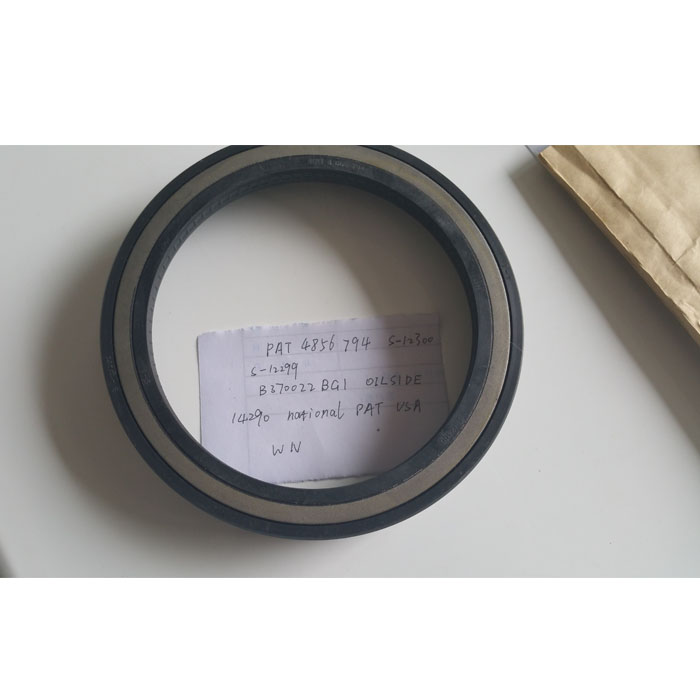 PAT 4856 794 S-12300
S-12299
B370022 BG1 OILSIDE
14290 national PAT USA
WN